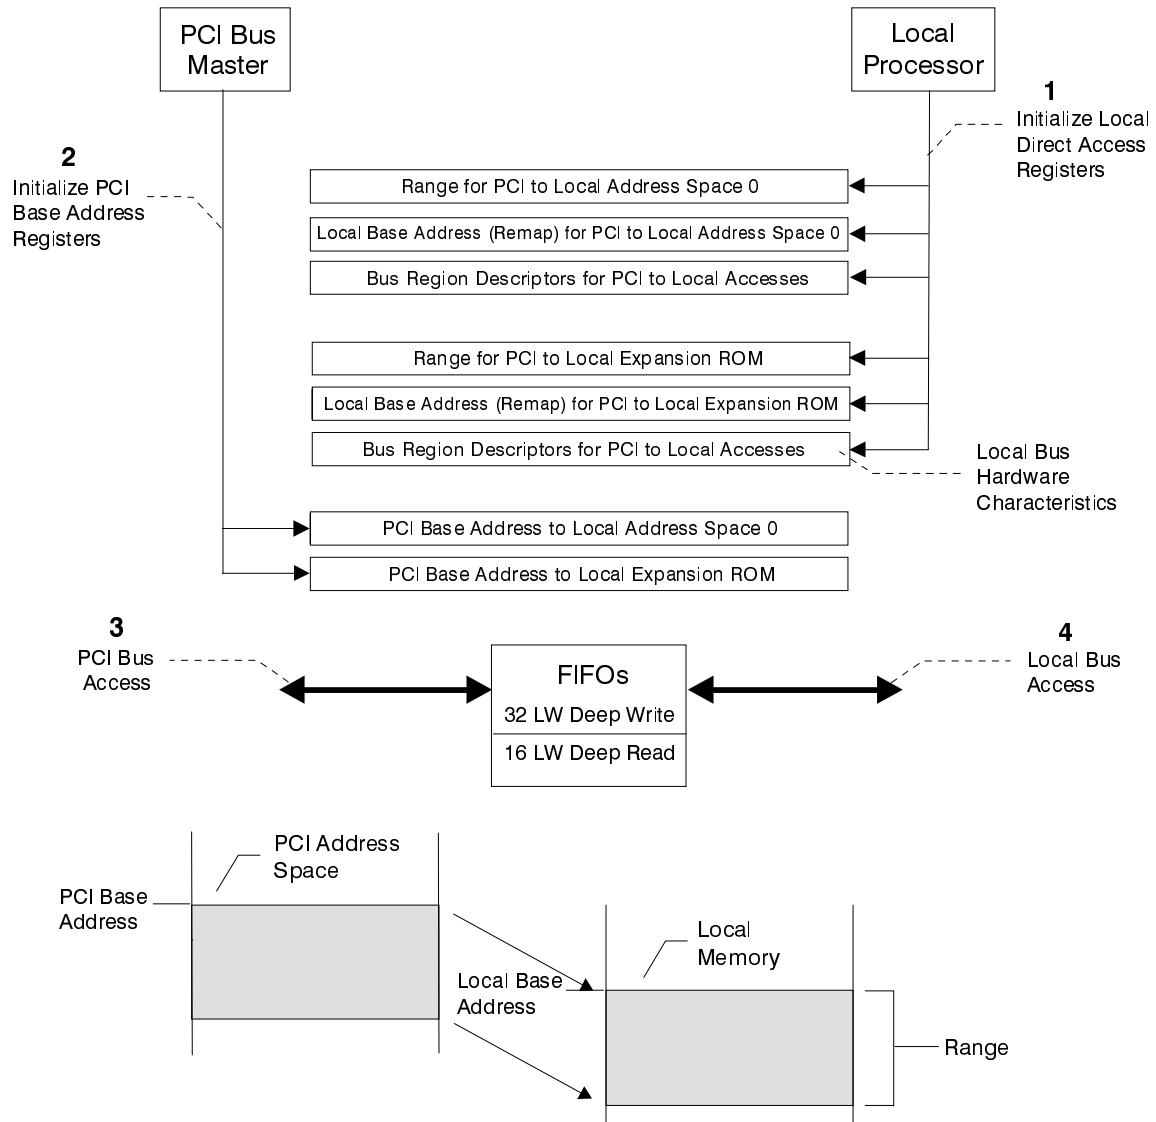 PCI Bus
Master
Local
Processor
1
Initialize Local
Direct Access
Registers
2
Initialize PCI
Base Address
Registers
Range for PCI to Local Address Space 0
Local Base Address (Remap) for PCI to Local Address Space 0
Bus Region Descriptors for PCI to Local Accesses
Range for PCI to Local Expansion ROM
Local Base Address (Remap) for PCI to Local Expansion ROM
Bus Region Descriptors for PCI to Local Accesses
Local Bus
Hardware
Characteristics
PCI Base Address to Local Address Space 0
PCI Base Address to Local Expansion ROM
3
PCI Bus
Access
FIFOs
32 LW Deep Write
16 LW Deep Read
4
Local Bus
Access
PCI Address
Space
PCI Base
Address
Local
Memory
Local Base
Address
Range